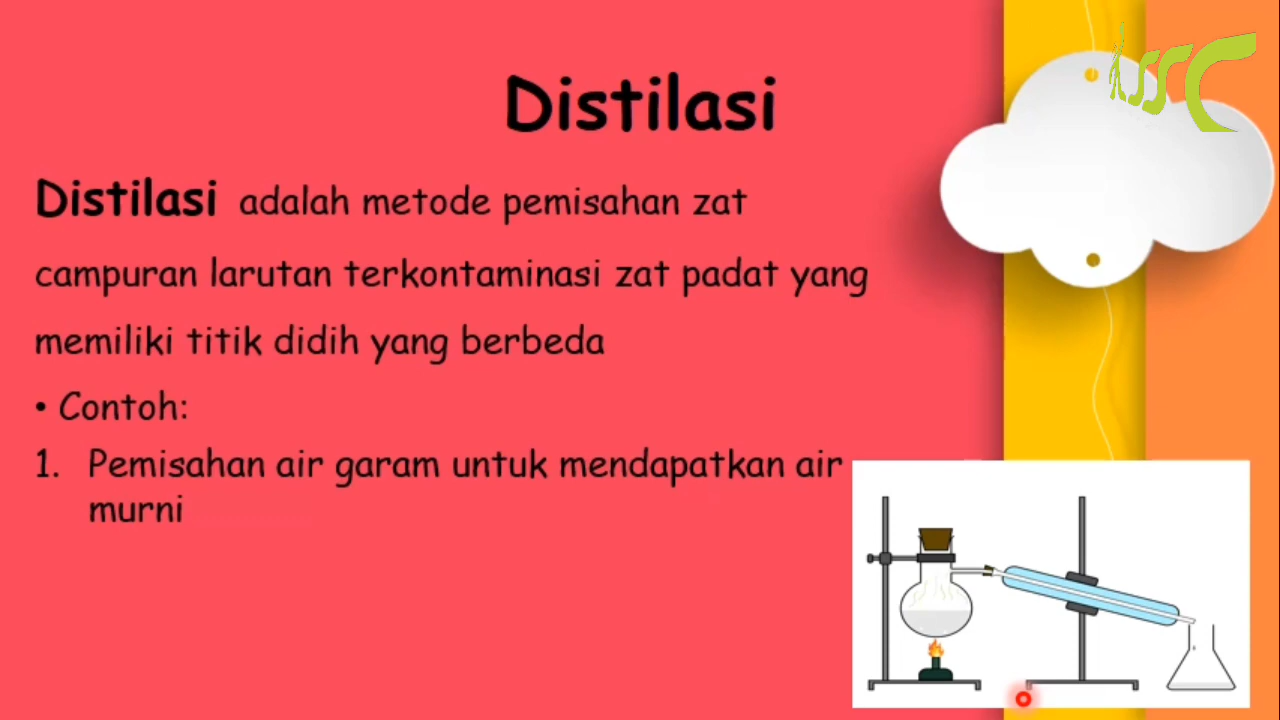 Distilasi
Distilasi adalah metode pemisahan zat
campuran larutan terkontaminasi zat padat yang
memiliki titik didih yang berbeda
• Contoh:
1. Pemisahan air garam untuk mendapatkan air
murni